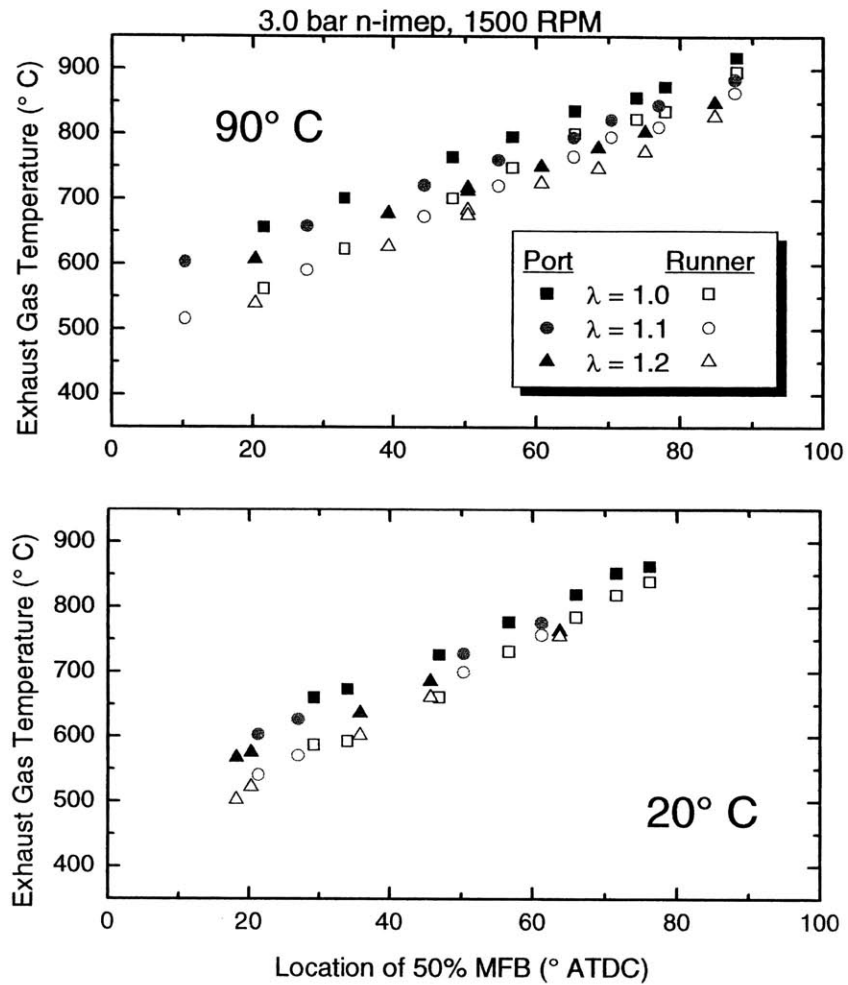 3.0 bar n-imep, 1500 RPM
900
800
700
600
500
400
Exhaust Gas Temperature (° C)
90° C
Port Runner
λ = 1.0
λ = 1.1
λ = 1.2
0 20 40 60 80 100
900
800
700
600
500
400
Exhaust Gas Temperature (° C)
20° C
0 20 40 60 80 100
Location of 50% MFB (° ATDC)